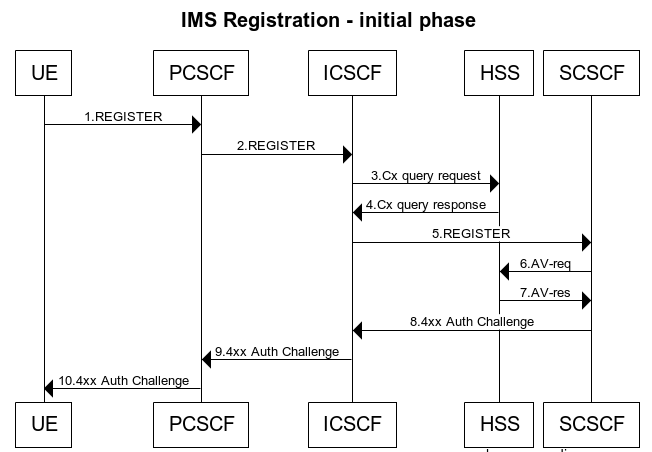 IMS Registration - initial phase
UE PCSCF ICSCF HSS SCSCF
1.REGISTER
2.REGISTER
3.Cx query request
4.Cx query response
5.REGISTER
6.AV-req
7.AV-res
8.4xx Auth Challenge
9.4xx Auth Challenge
10.4xx Auth Challenge
UE PCSCF ICSCF HSS SCSCF